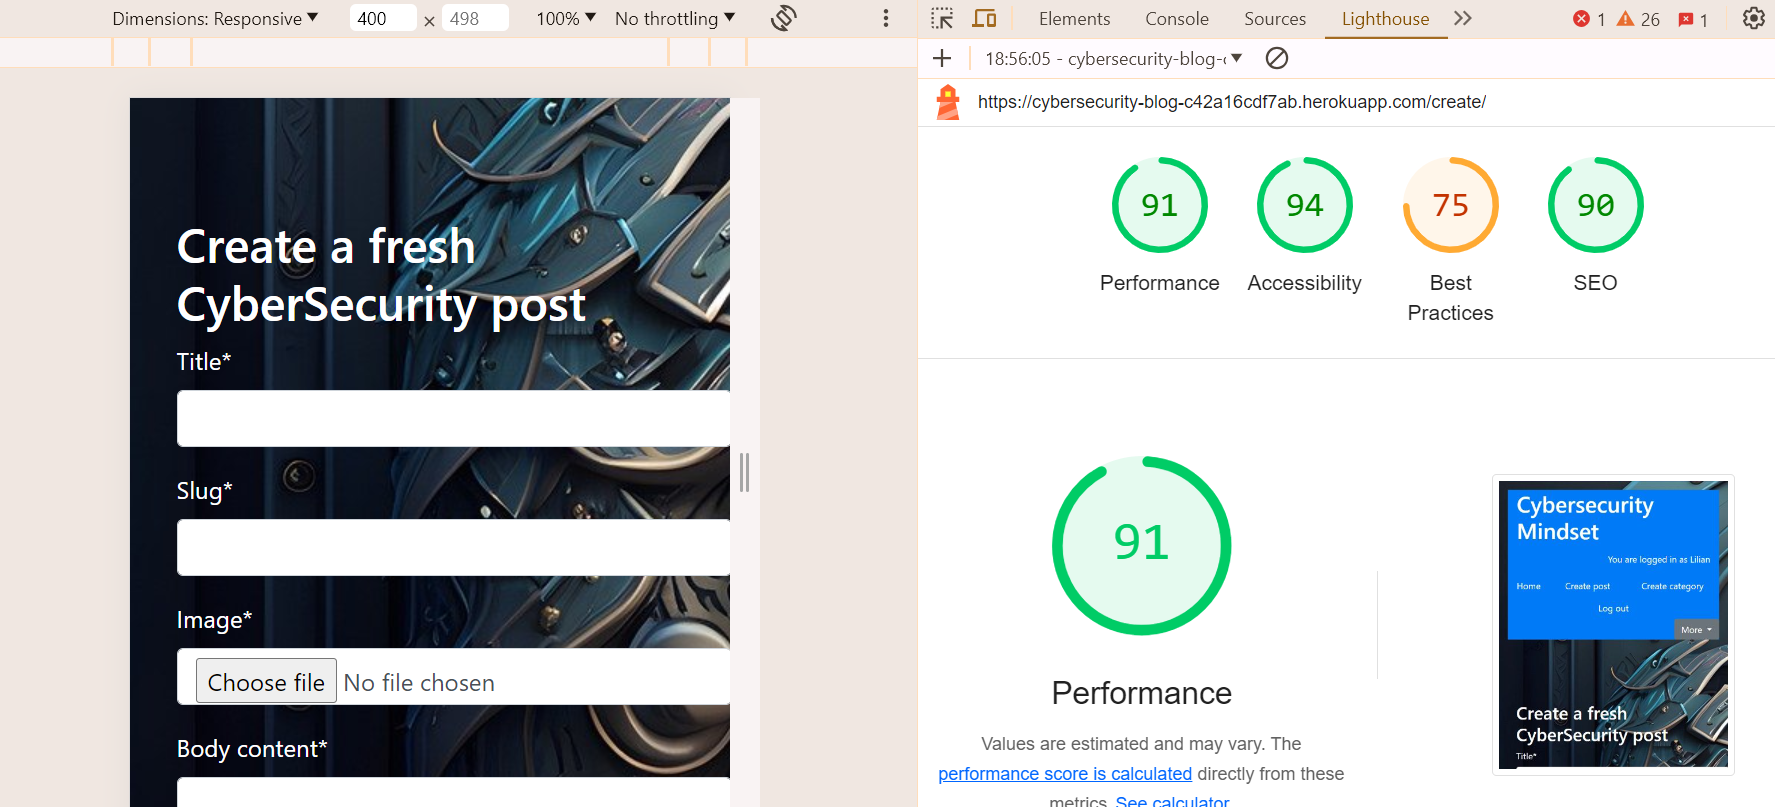 Dimensions: Responsive 400 × 498 100% No throttling
Elements Console Sources Lighthouse 1 26 1
18:56:05 - cybersecurity-blog-
https://cybersecurity-blog-c42a16cdf7ab.herokuapp.com/create/
91 94 75 90
Performance Accessibility Best Practices SEO
Create a fresh
CyberSecurity post
Title*
Slug*
Image*
Choose file No file chosen
Body content*
91
Performance
Values are estimated and may vary. The
performance score is calculated directly from these
metrics. See calculator.
Cybersecurity
Mindset
You are logged in as Lilian
Home Create post Create category
Log out
More
Create a fresh
CyberSecurity post
Title*